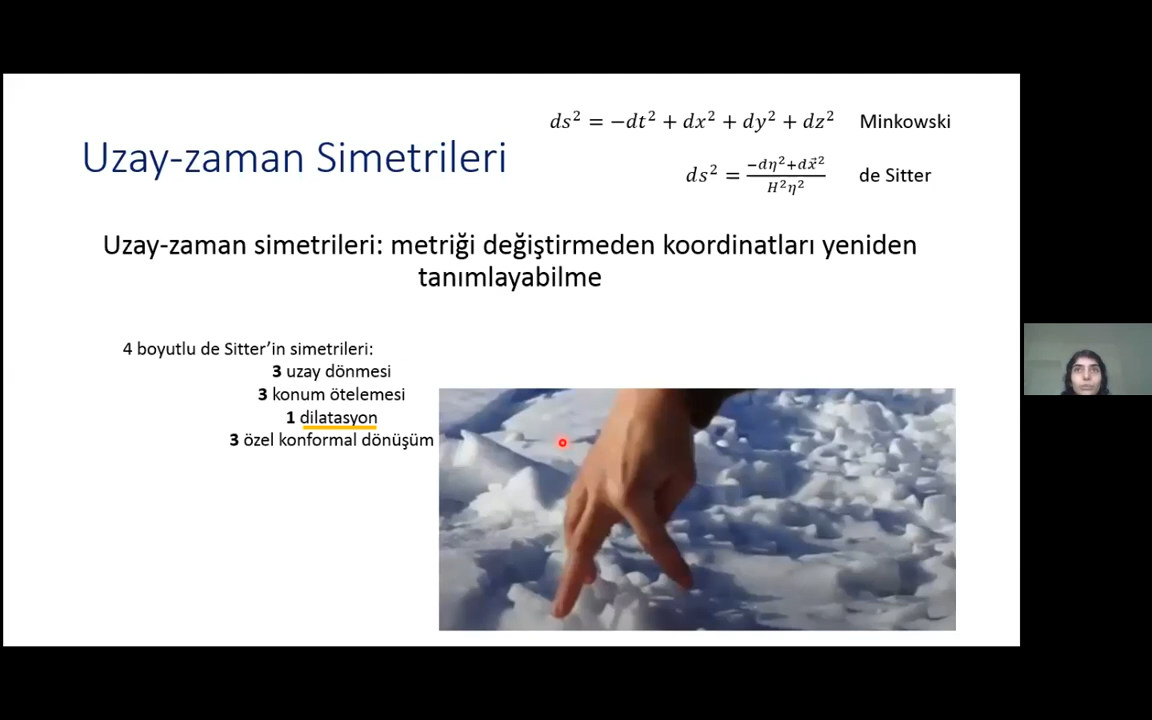 ds² = −dt² + dx² + dy² + dz² Minkowski
Uzay-zaman Simetrileri
ds² = (−dη²+dx⃗²)/(H²η²) de Sitter
Uzay-zaman simetrileri: metriği değiştirmeden koordinatları yeniden
tanımlayabilme
4 boyutlu de Sitter’in simetrileri:
3 uzay dönmesi
3 konum ötelemesi
1 dilatasyon
3 özel konformal dönüşüm